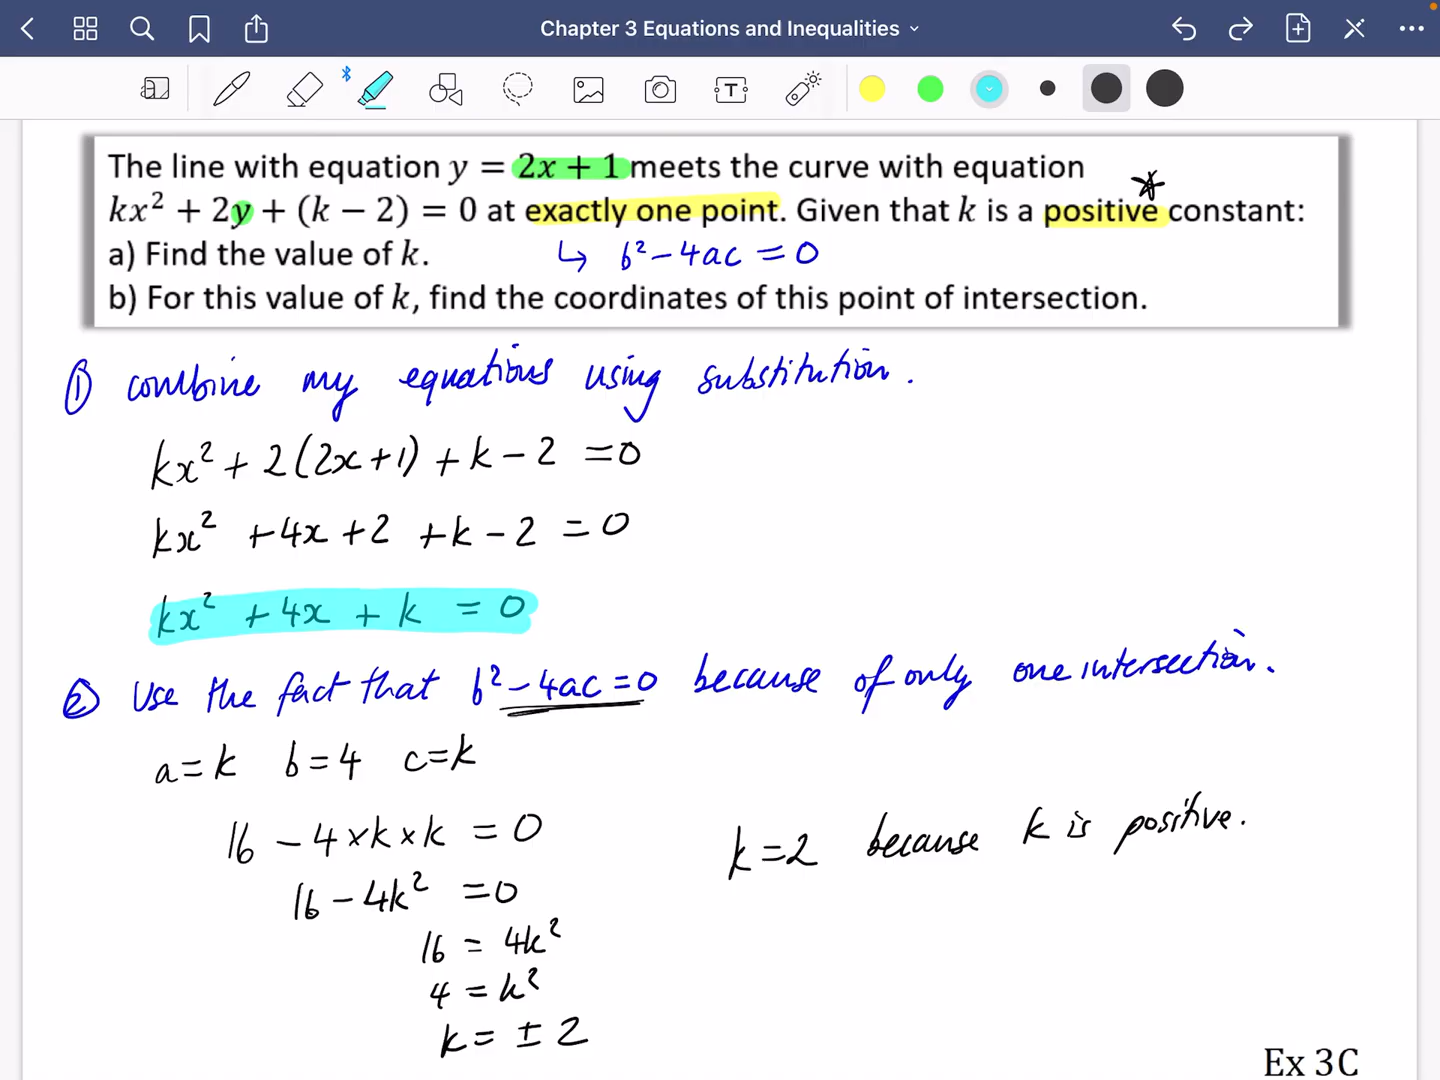 Chapter 3 Equations and Inequalities
The line with equation y = 2x + 1 meets the curve with equation
kx² + 2y + (k − 2) = 0 at exactly one point. Given that k is a positive constant:
a) Find the value of k. ↳ b² − 4ac = 0
b) For this value of k, find the coordinates of this point of intersection.
① combine my equations using substitution.
kx² + 2(2x+1) + k − 2 = 0
kx² + 4x + 2 + k − 2 = 0
kx² + 4x + k = 0
② Use the fact that b² − 4ac = 0 because of only one intersection.
a = k b = 4 c = k
16 − 4×k×k = 0
k = 2 because k is positive.
16 − 4k² = 0
16 = 4k²
4 = k²
k = ± 2
Ex 3C